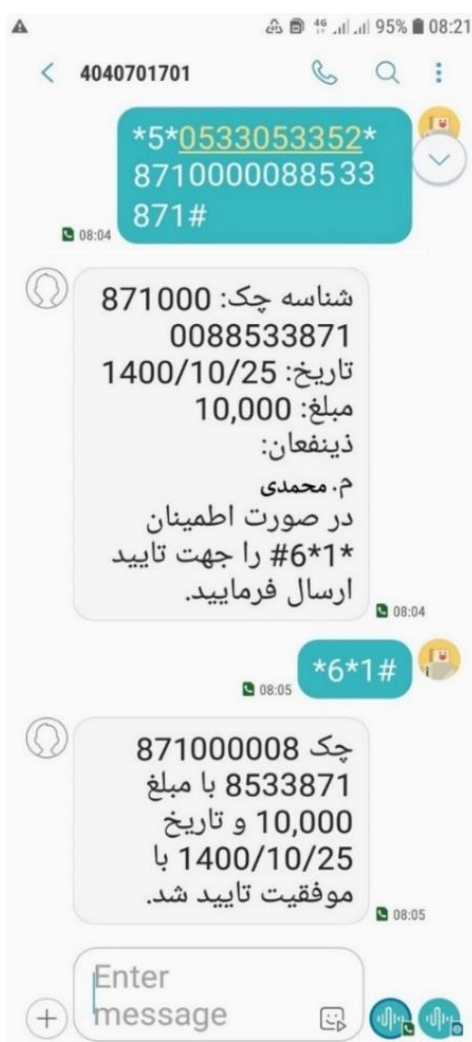 4G 95% 08:21
4040701701
*5*0533053352*
8710000088533
871#
08:04
شناسه چک: 871000
0088533871
تاریخ: 1400/10/25
مبلغ: 10,000
ذینفعان:
م. محمدی
در صورت اطمینان
*1*6# را جهت تایید
ارسال فرمایید.
08:04
*6*1#
08:05
چک 871000008
8533871 با مبلغ
10,000 و تاریخ
1400/10/25 با
موفقیت تایید شد.
08:05
Enter
message